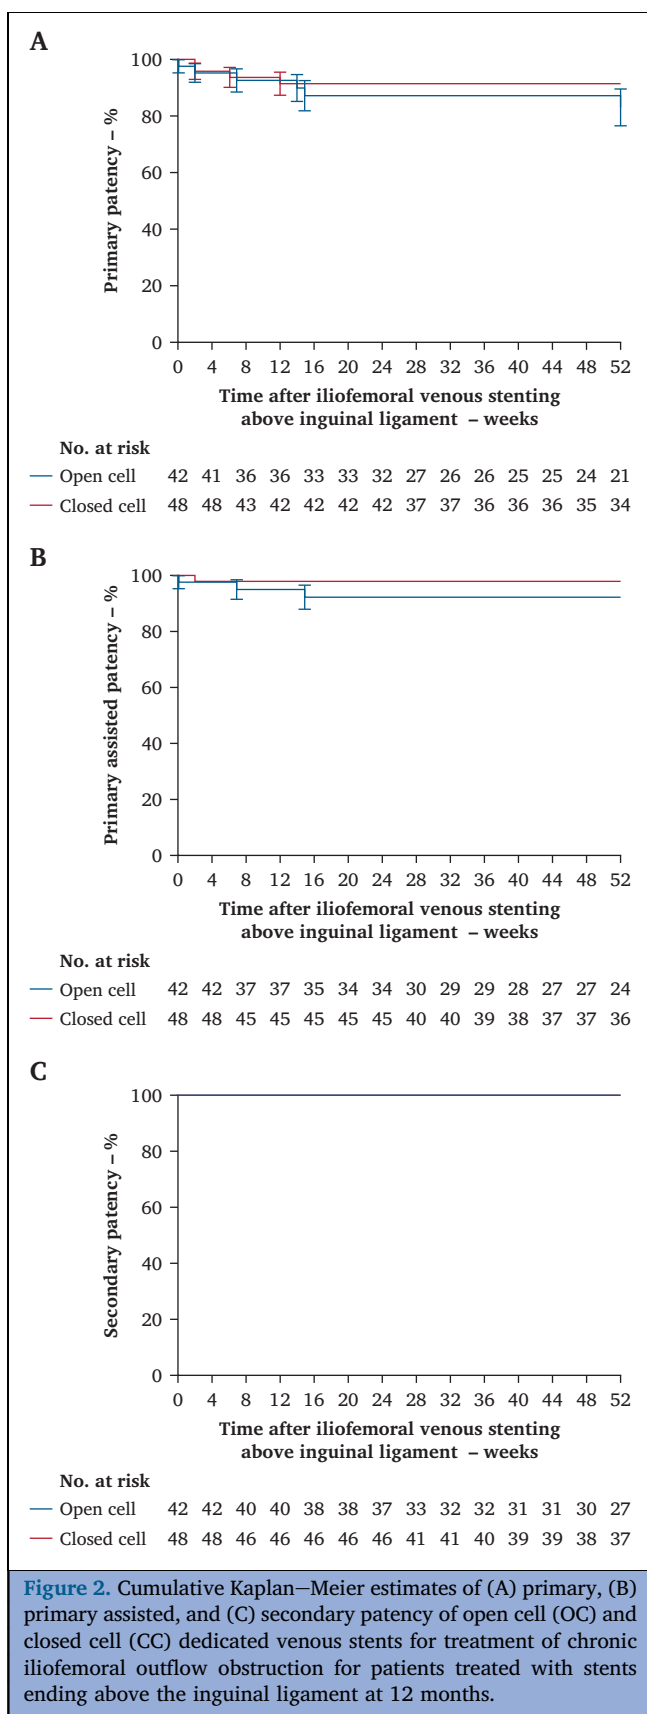 A
100
80
60
40
20
0
Primary patency – %
0 4 8 12 16 20 24 28 32 36 40 44 48 52
Time after iliofemoral venous stenting
above inguinal ligament – weeks
No. at risk
Open cell 42 41 36 36 33 33 32 27 26 26 25 25 24 21
Closed cell 48 48 43 42 42 42 42 37 37 36 36 36 35 34
B
100
80
60
40
20
0
Primary assisted patency – %
0 4 8 12 16 20 24 28 32 36 40 44 48 52
Time after iliofemoral venous stenting
above inguinal ligament – weeks
No. at risk
Open cell 42 42 37 37 35 34 34 30 29 29 28 27 27 24
Closed cell 48 48 45 45 45 45 45 40 40 39 38 37 37 36
C
100
80
60
40
20
0
Secondary patency – %
0 4 8 12 16 20 24 28 32 36 40 44 48 52
Time after iliofemoral venous stenting
above inguinal ligament – weeks
No. at risk
Open cell 42 42 40 40 38 38 37 33 32 32 31 31 30 27
Closed cell 48 48 46 46 46 46 46 41 41 40 39 39 38 37
Figure 2. Cumulative Kaplan–Meier estimates of (A) primary, (B)
primary assisted, and (C) secondary patency of open cell (OC) and
closed cell (CC) dedicated venous stents for treatment of chronic
iliofemoral outflow obstruction for patients treated with stents
ending above the inguinal ligament at 12 months.